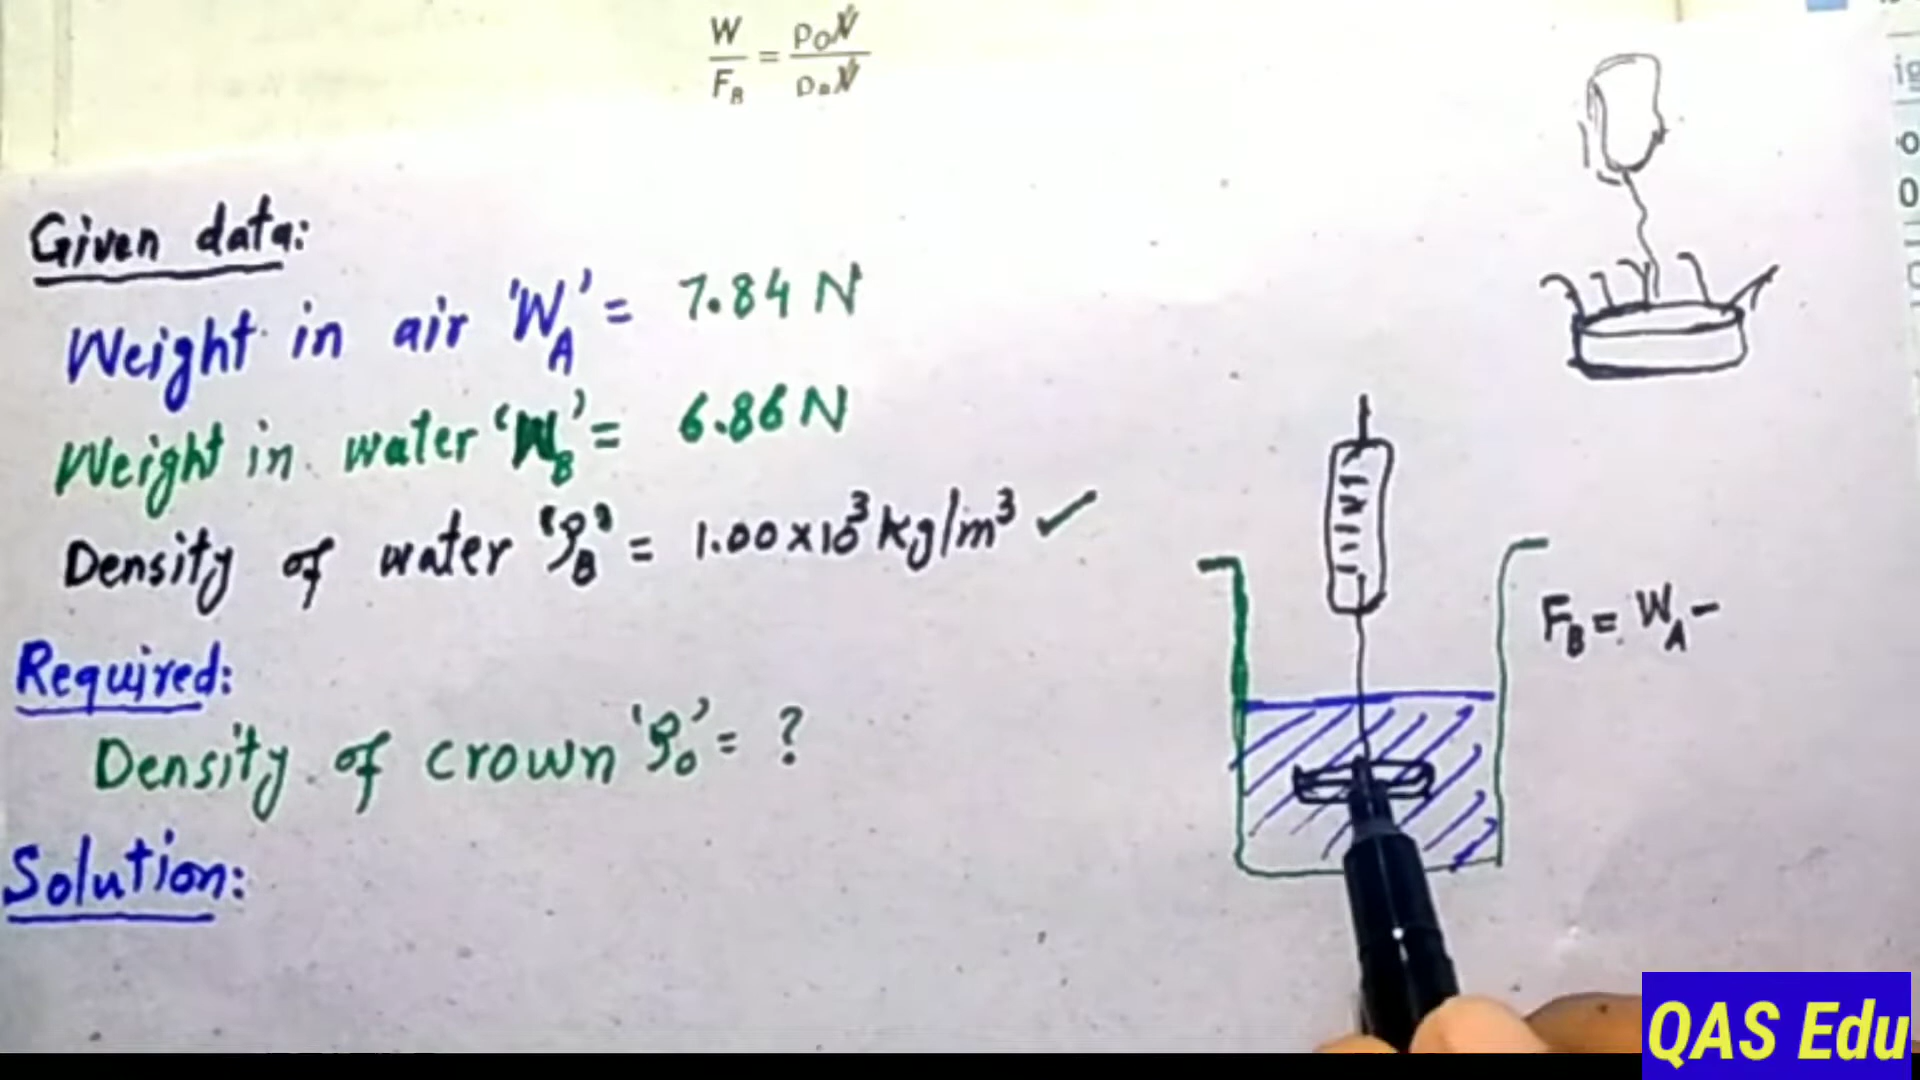 W/F_B = ρ_O V/ρ_B V
Given data:
Weight in air 'W_A' = 7.84 N
Weight in water 'W_B' = 6.86 N
Density of water 'ρ_B' = 1.00×10³ kg/m³ ✓
F_B = W_A -
Required:
Density of crown 'ρ_o' = ?
Solution:
QAS Edu